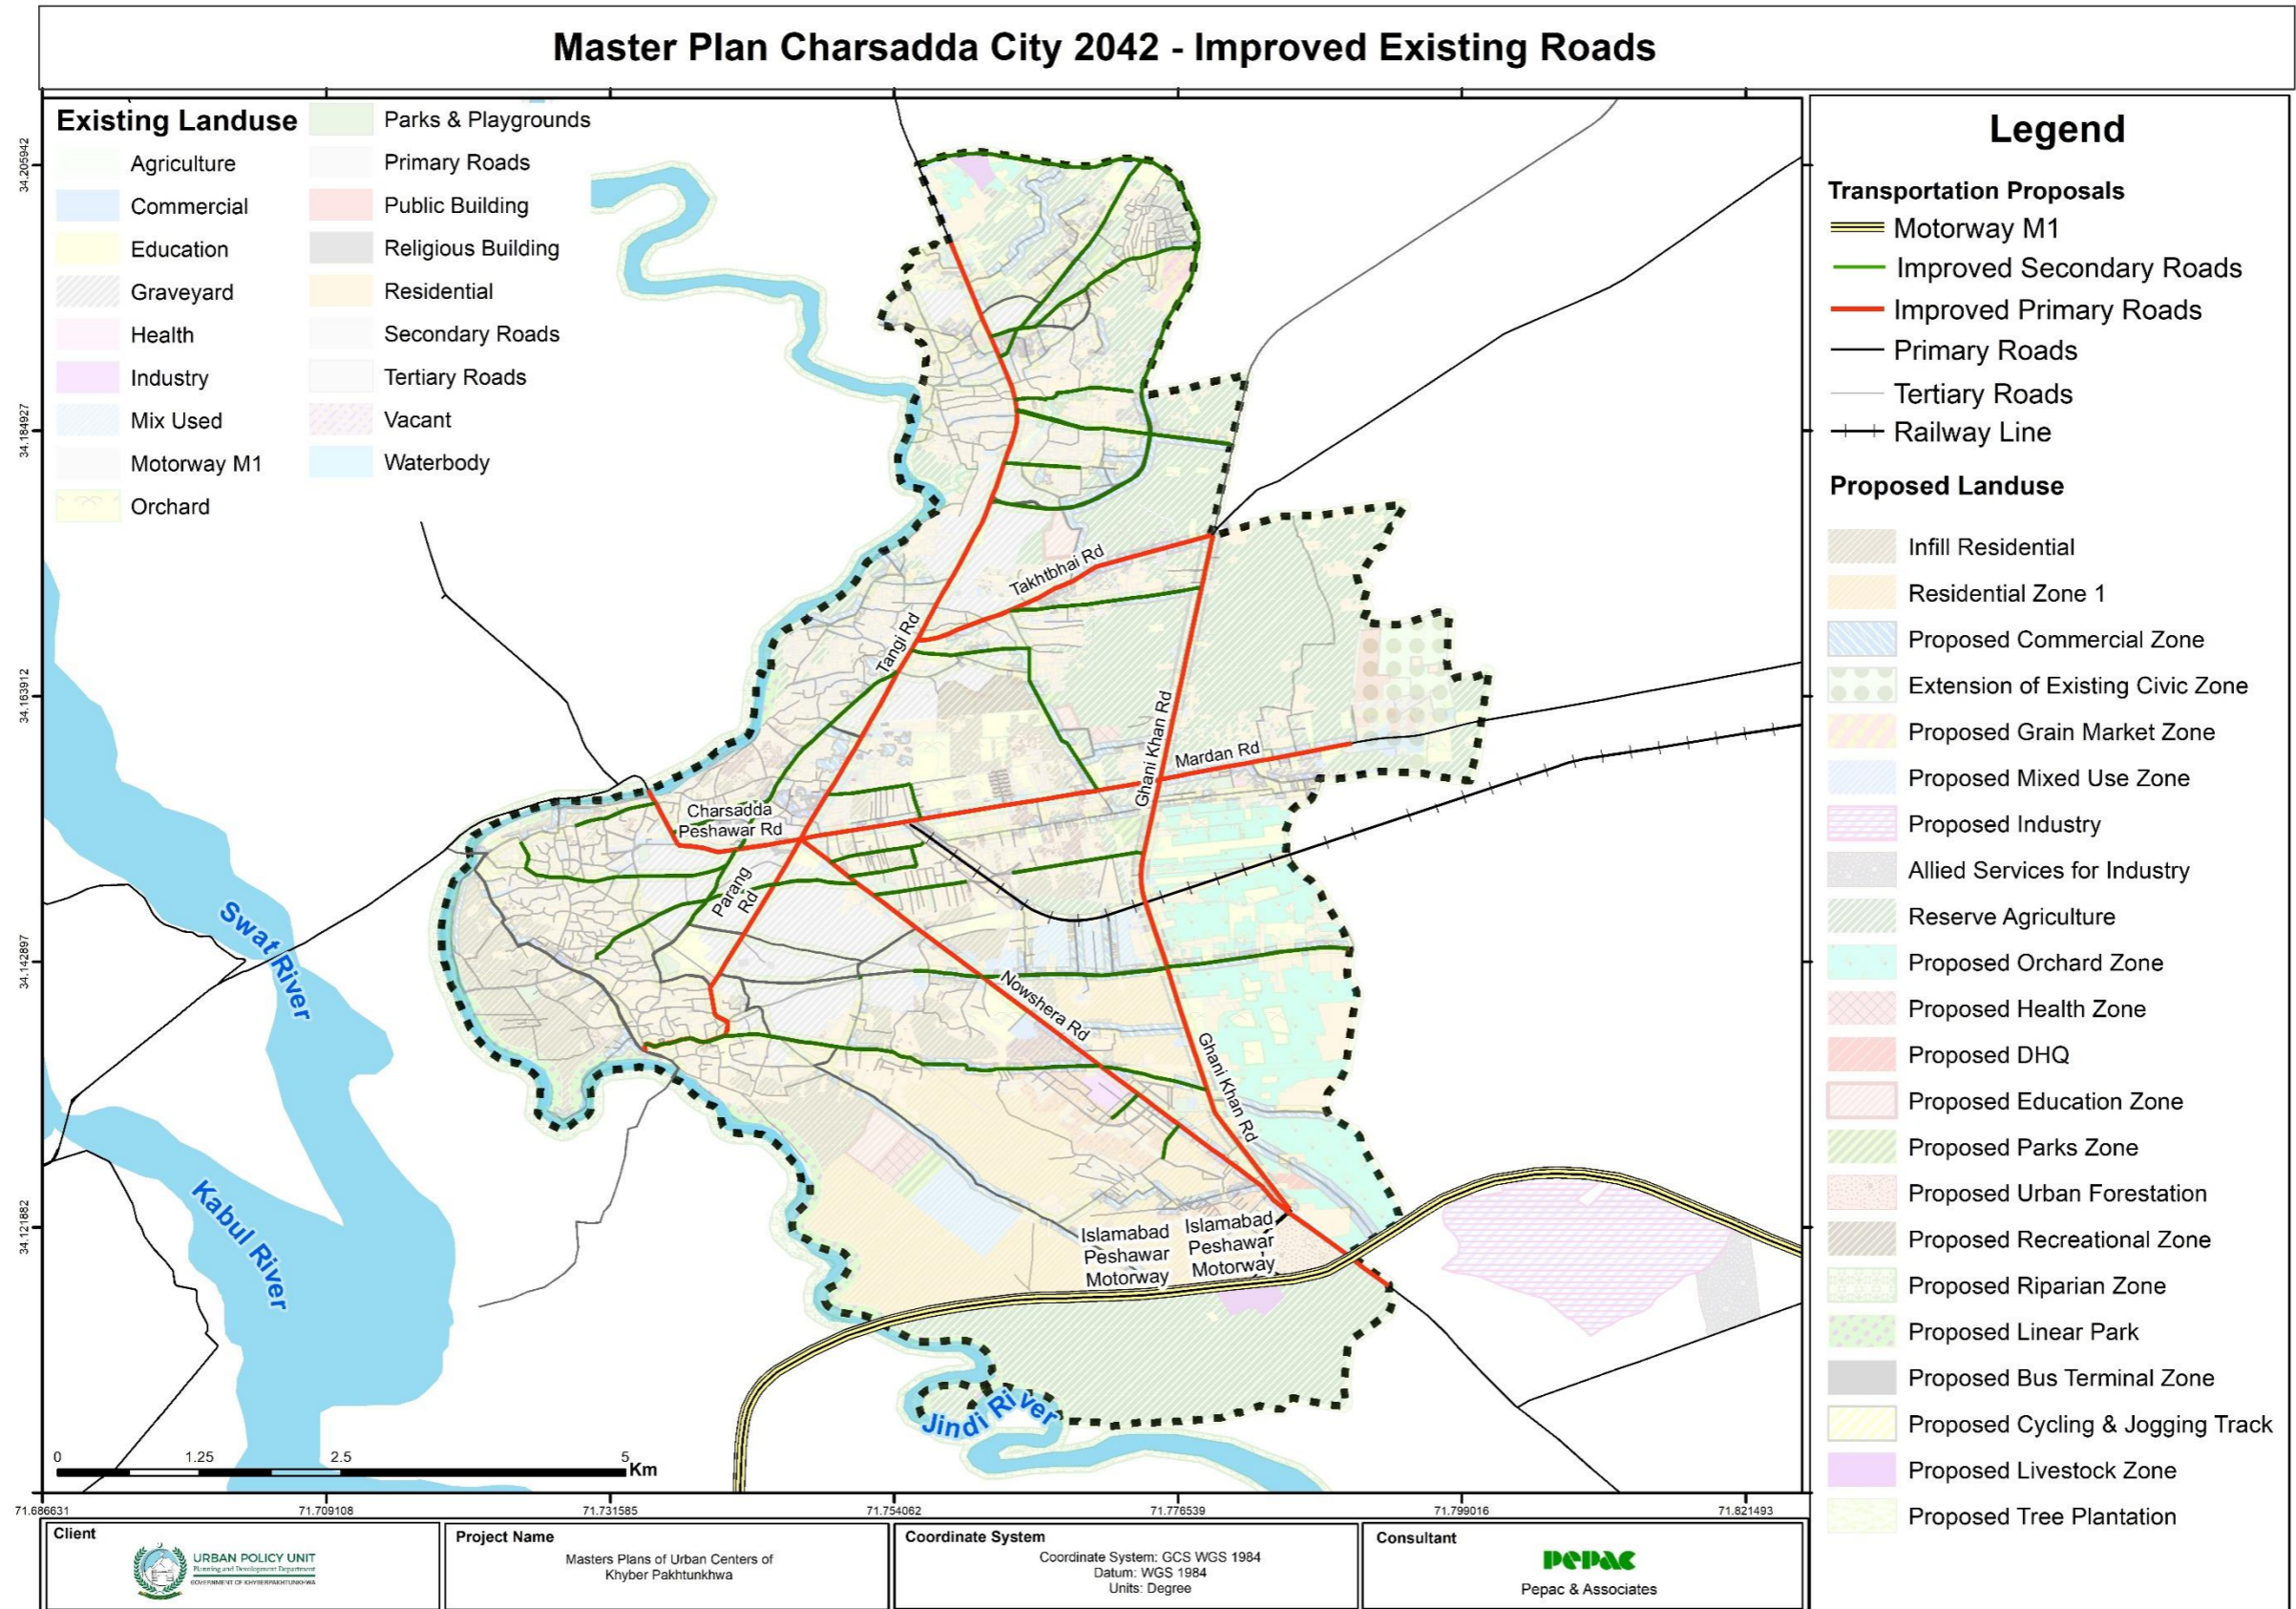 Master Plan Charsadda City 2042 - Improved Existing Roads
Existing Landuse
Agriculture
Commercial
Education
Graveyard
Health
Industry
Mix Used
Motorway M1
Orchard
Parks & Playgrounds
Primary Roads
Public Building
Religious Building
Residential
Secondary Roads
Tertiary Roads
Vacant
Waterbody
34.205942
34.184927
34.163912
34.142897
34.121882
Takhtbhai Rd
Tangi Rd
Ghani Khan Rd
Mardan Rd
Charsadda
Peshawar Rd
Parang
Rd
Nowshera Rd
Ghani Khan Rd
Islamabad
Peshawar
Motorway
Islamabad
Peshawar
Motorway
Swat River
Kabul River
Jindi River
0 1.25 2.5 5
Km
71.686631 71.709108 71.731585 71.754062 71.776539 71.799016 71.821493
Legend
Transportation Proposals
Motorway M1
Improved Secondary Roads
Improved Primary Roads
Primary Roads
Tertiary Roads
Railway Line
Proposed Landuse
Infill Residential
Residential Zone 1
Proposed Commercial Zone
Extension of Existing Civic Zone
Proposed Grain Market Zone
Proposed Mixed Use Zone
Proposed Industry
Allied Services for Industry
Reserve Agriculture
Proposed Orchard Zone
Proposed Health Zone
Proposed DHQ
Proposed Education Zone
Proposed Parks Zone
Proposed Urban Forestation
Proposed Recreational Zone
Proposed Riparian Zone
Proposed Linear Park
Proposed Bus Terminal Zone
Proposed Cycling & Jogging Track
Proposed Livestock Zone
Proposed Tree Plantation
Client
URBAN POLICY UNIT
Planning and Development Department
GOVERNMENT OF KHYBERPAKHTUNKHWA
Project Name
Masters Plans of Urban Centers of
Khyber Pakhtunkhwa
Coordinate System
Coordinate System: GCS WGS 1984
Datum: WGS 1984
Units: Degree
Consultant
pepac
Pepac & Associates